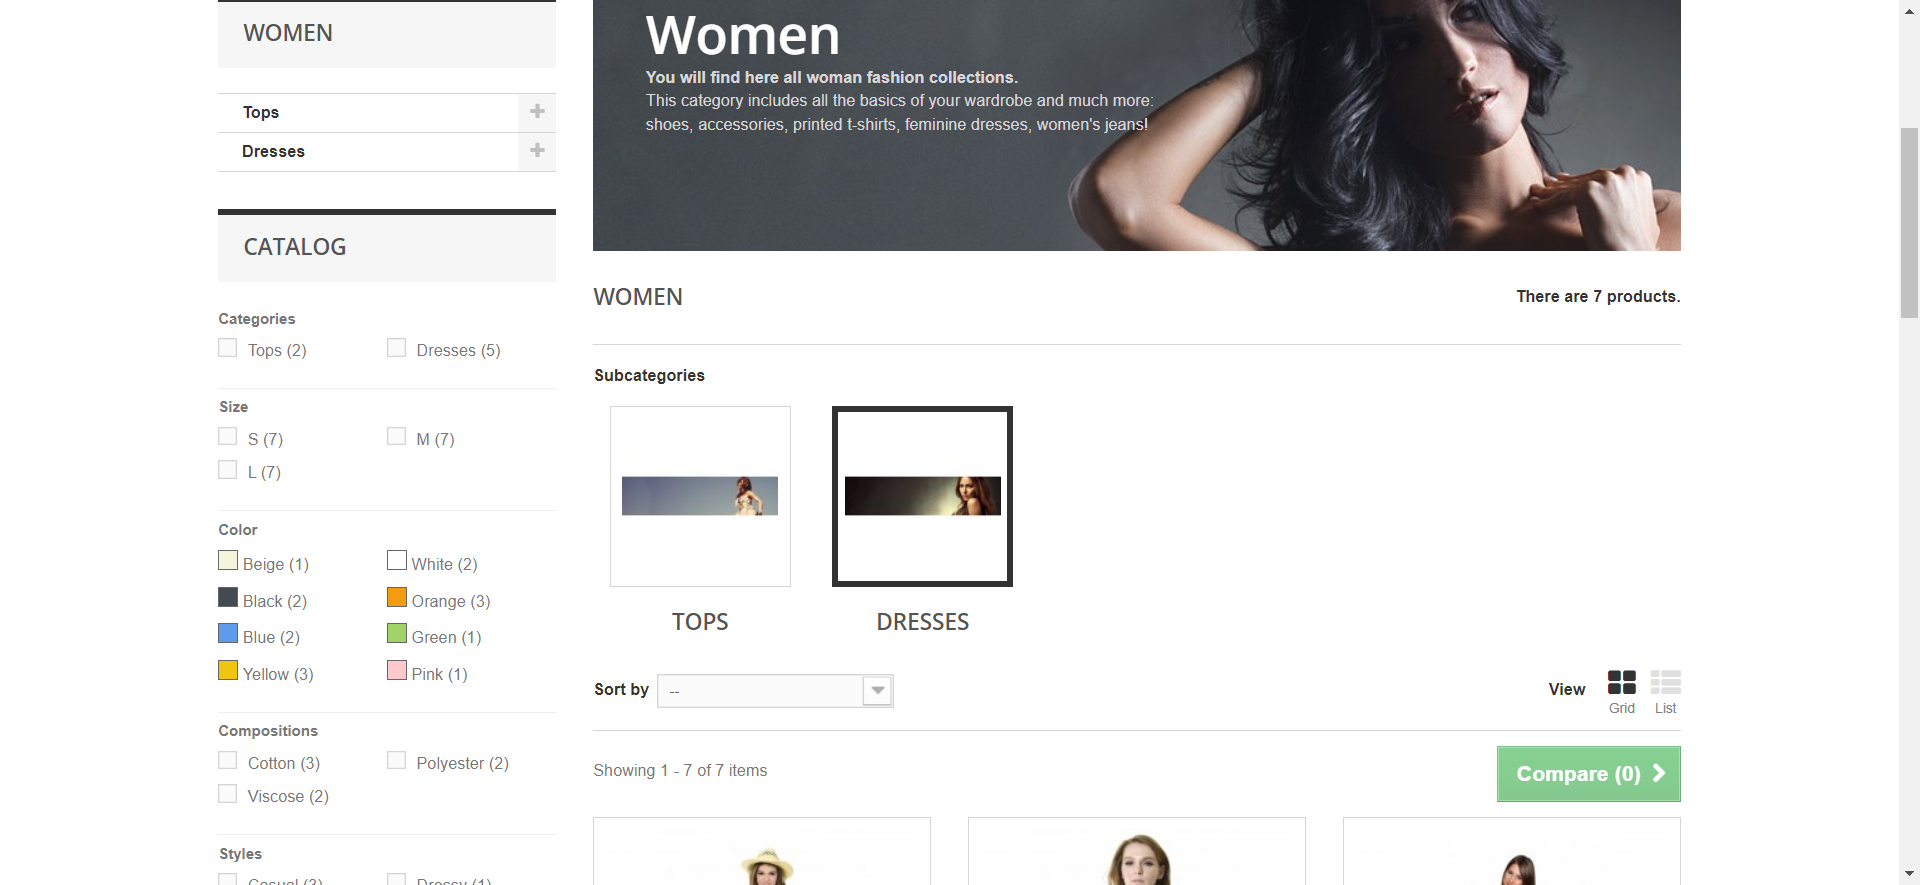 WOMEN
Tops
Dresses
CATALOG
Categories
Tops (2)
Dresses (5)
Size
S (7)
M (7)
L (7)
Color
Beige (1)
White (2)
Black (2)
Orange (3)
Blue (2)
Green (1)
Yellow (3)
Pink (1)
Compositions
Cotton (3)
Polyester (2)
Viscose (2)
Styles
Casual (3)
Dressy (1)
Women
You will find here all woman fashion collections.
This category includes all the basics of your wardrobe and much more:
shoes, accessories, printed t-shirts, feminine dresses, women's jeans!
WOMEN
There are 7 products.
Subcategories
TOPS
DRESSES
Sort by
--
View
Grid
List
Showing 1 - 7 of 7 items
Compare (0)